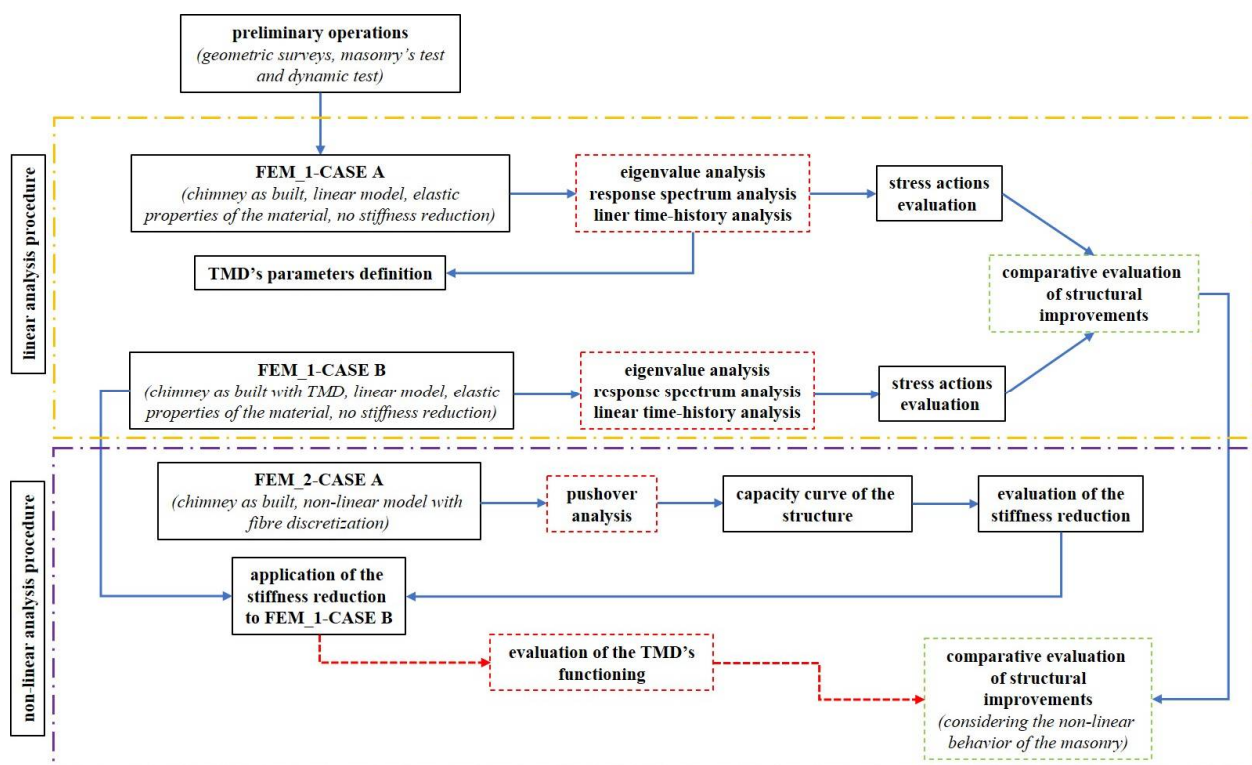 preliminary operations
(geometric surveys, masonry's test
and dynamic test)
linear analysis procedure
FEM_1-CASE A
(chimney as built, linear model, elastic
properties of the material, no stiffness reduction)
eigenvalue analysis
response spectrum analysis
liner time-history analysis
stress actions
evaluation
TMD's parameters definition
comparative evaluation
of structural
improvements
FEM_1-CASE B
(chimney as built with TMD, linear model, elastic
properties of the material, no stiffness reduction)
eigenvalue analysis
response spectrum analysis
linear time-history analysis
stress actions
evaluation
non-linear analysis procedure
FEM_2-CASE A
(chimney as built, non-linear model with
fibre discretization)
pushover
analysis
capacity curve of the
structure
evaluation of the
stiffness reduction
application of the
stiffness reduction
to FEM_1-CASE B
evaluation of the TMD's
functioning
comparative evaluation
of structural
improvements
(considering the non-linear
behavior of the masonry)